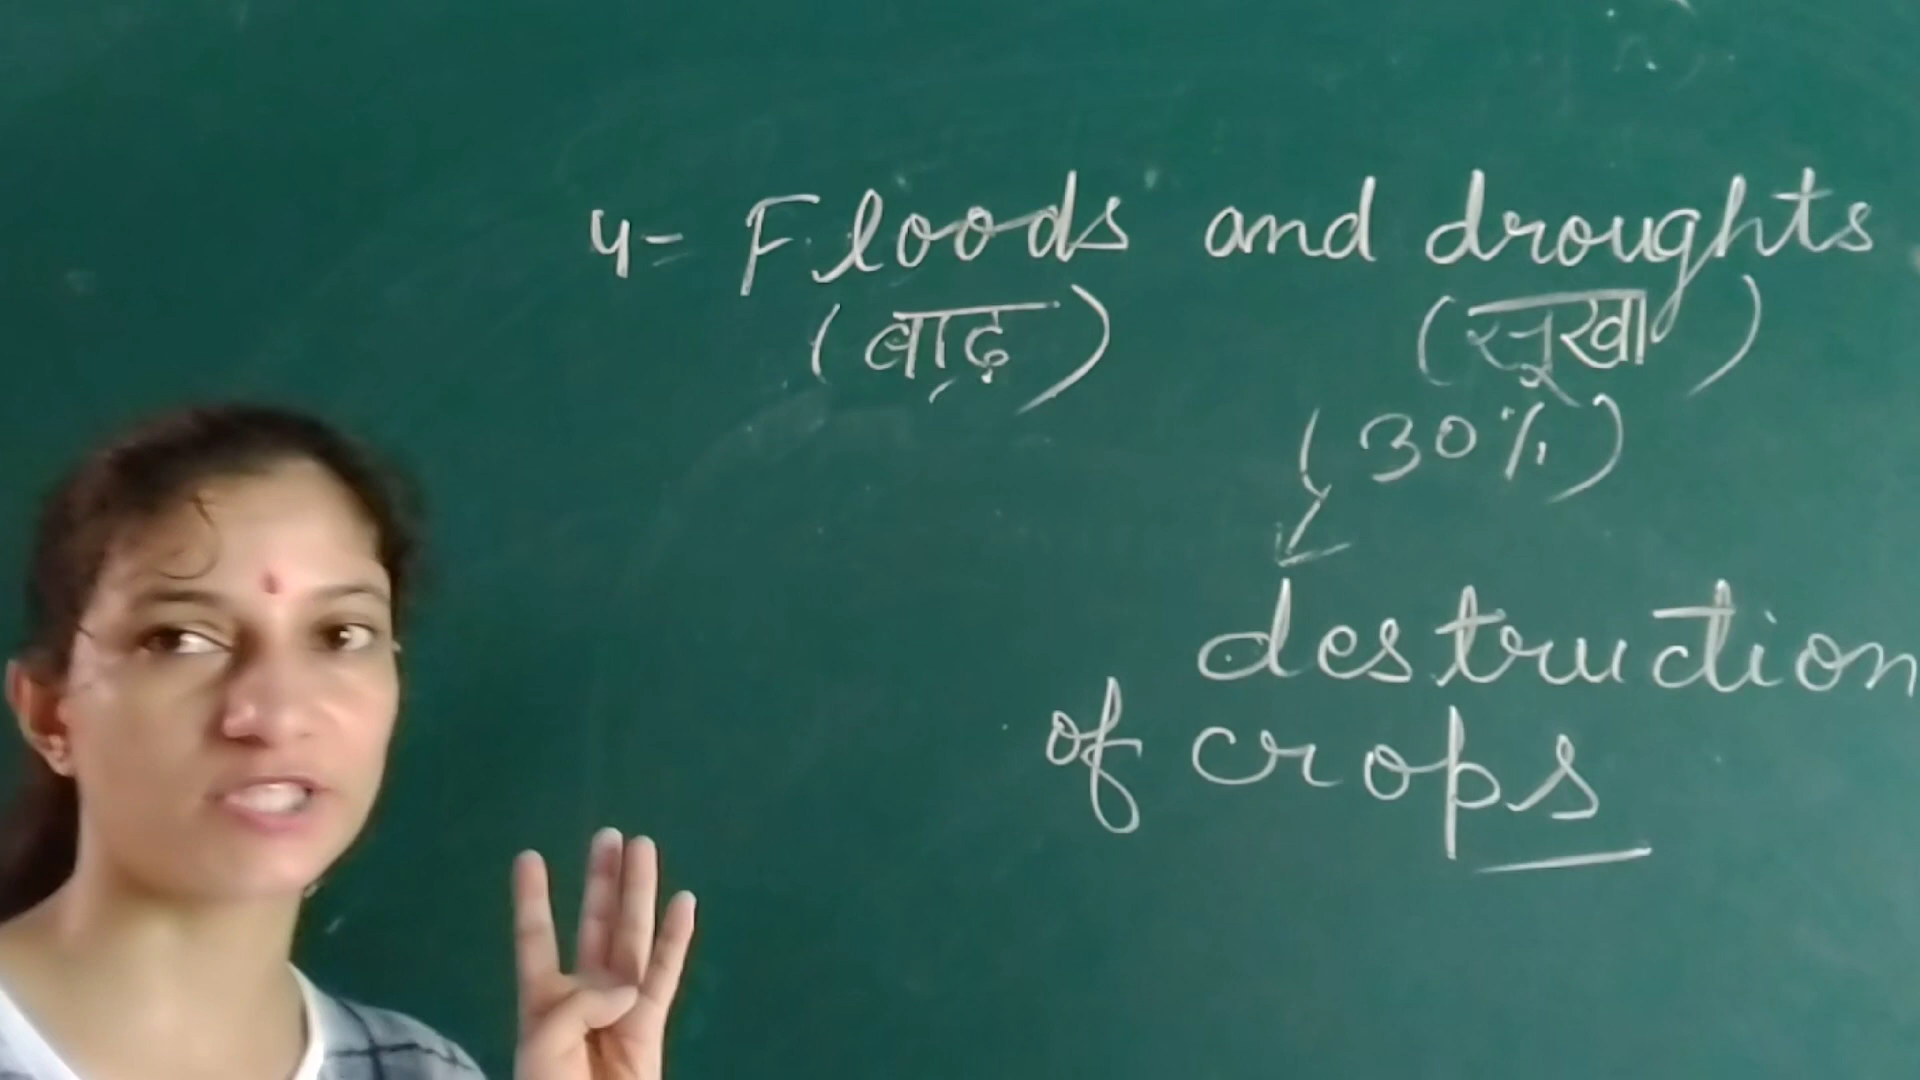 4- Floods and droughts
(बाढ़) (सूखा)
(30%)
destruction
of crops